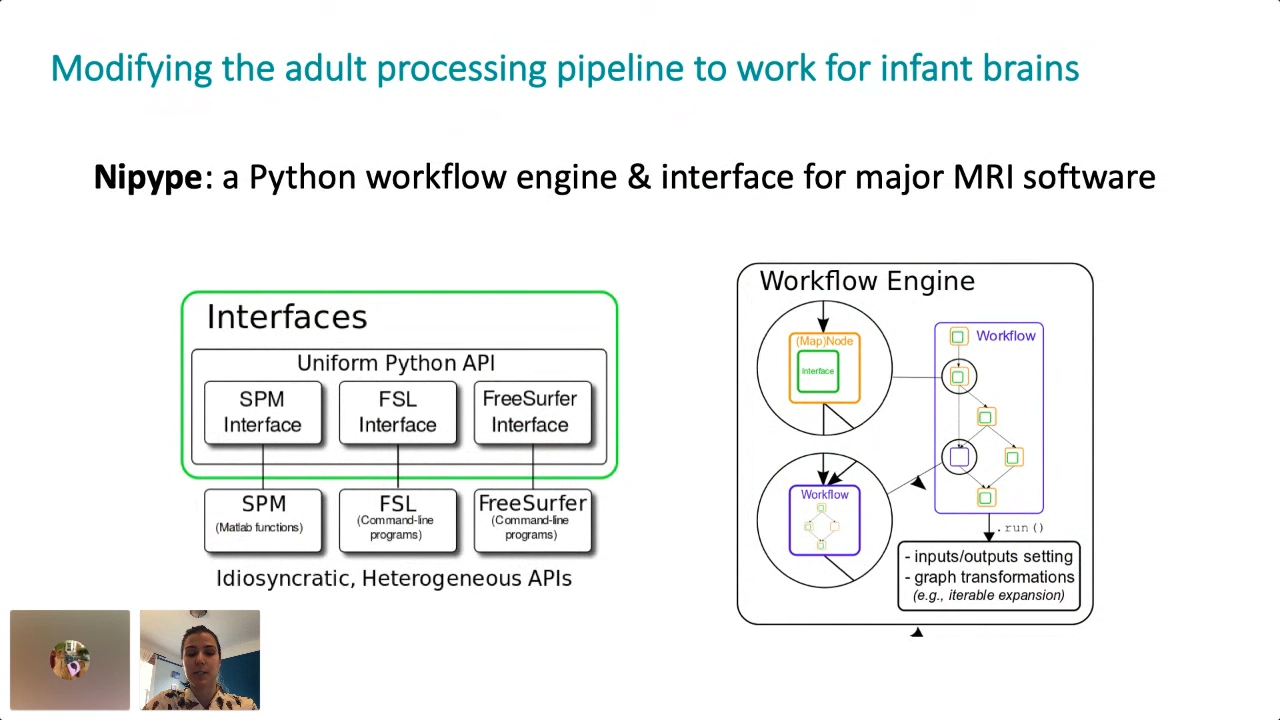 Modifying the adult processing pipeline to work for infant brains
Nipype: a Python workflow engine & interface for major MRI software
Interfaces
Uniform Python API
SPM
Interface
FSL
Interface
FreeSurfer
Interface
SPM
(Matlab functions)
FSL
(Command-line
programs)
FreeSurfer
(Command-line
programs)
Idiosyncratic, Heterogeneous APIs
Workflow Engine
(Map)Node
Interface
Workflow
Workflow
.run()
- inputs/outputs setting
- graph transformations
(e.g., iterable expansion)